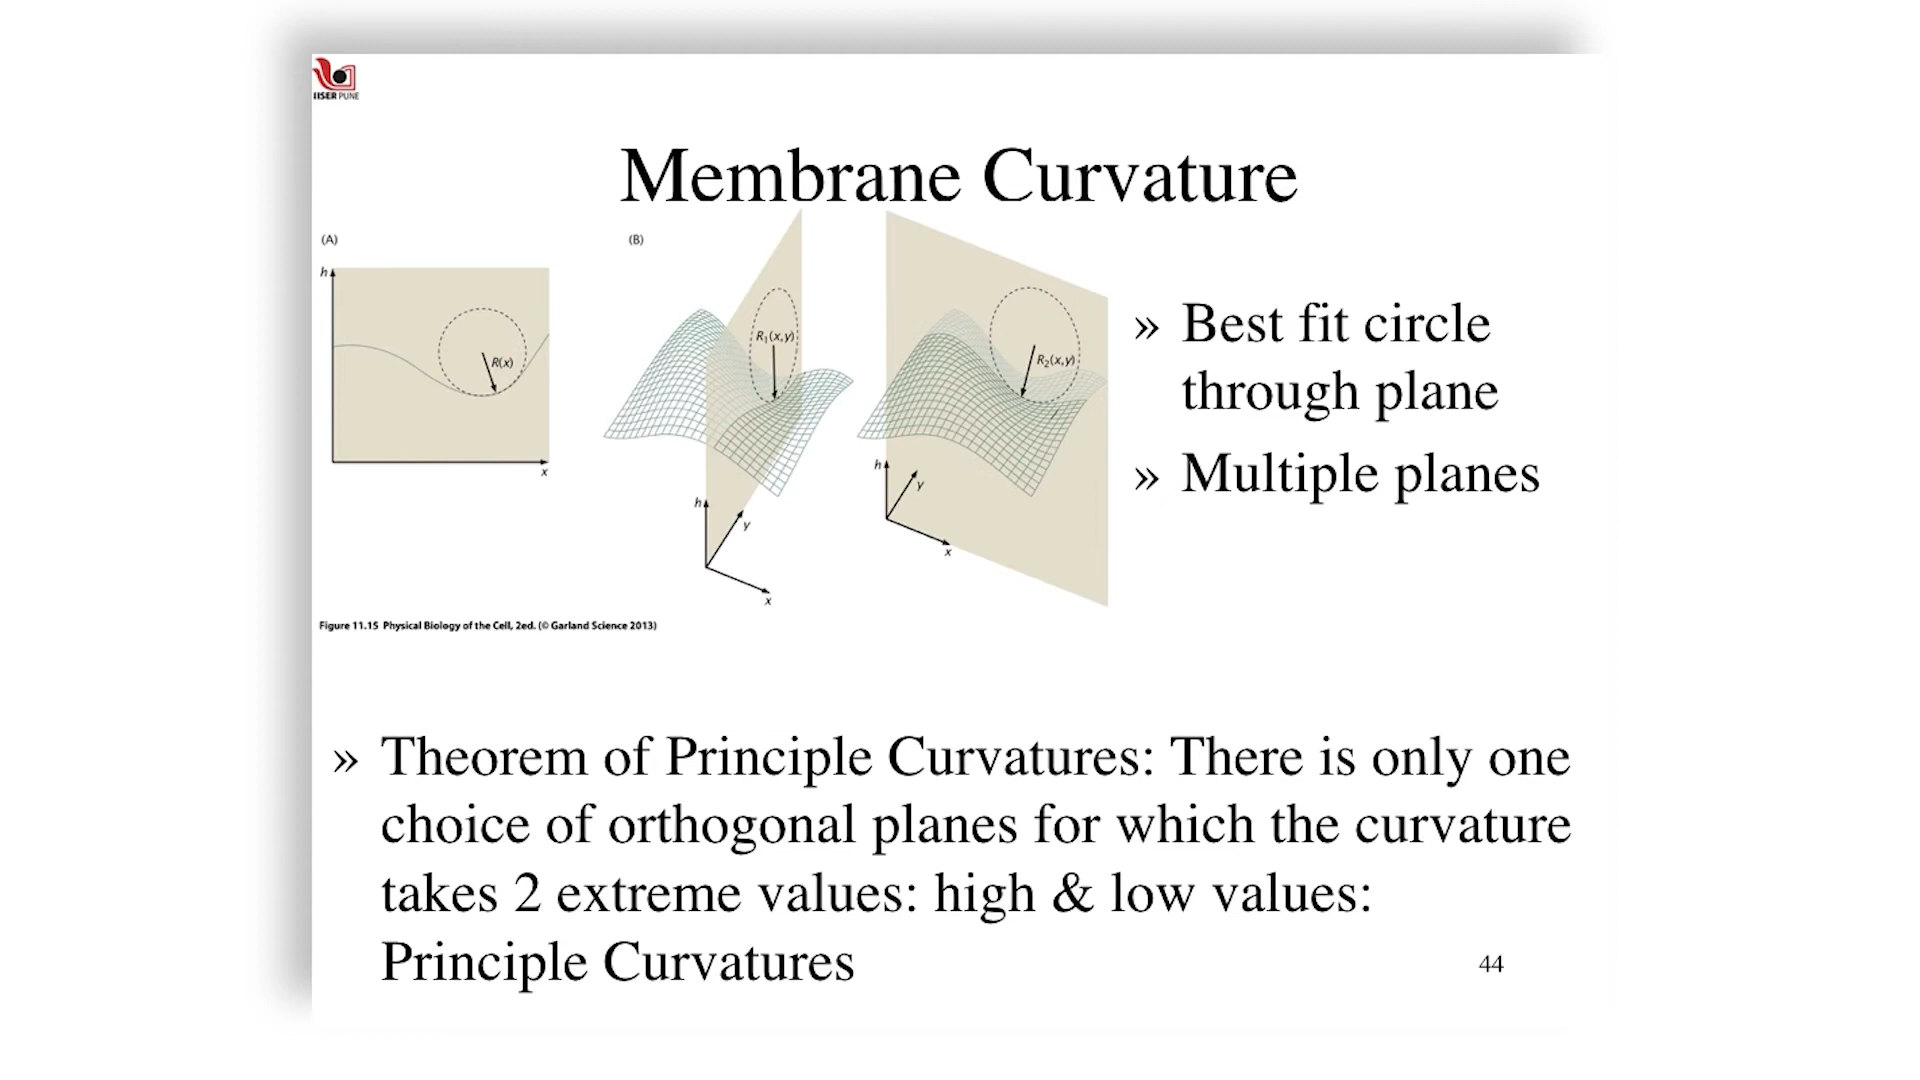 IISER PUNE
Membrane Curvature
(A)
h
R(x)
x
(B)
R1(x,y)
h
y
x
R2(x,y)
h
y
x
» Best fit circle
through plane
» Multiple planes
Figure 11.15 Physical Biology of the Cell, 2ed. (© Garland Science 2013)
» Theorem of Principle Curvatures: There is only one
choice of orthogonal planes for which the curvature
takes 2 extreme values: high & low values:
Principle Curvatures
44